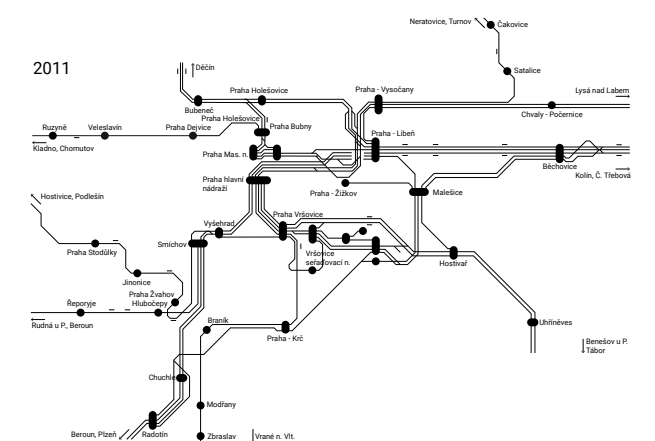 Neratovice, Turnov
Čakovice
2011
Děčín
Satalice
Praha Holešovice
Praha - Vysočany
Lysá nad Labem
Bubeneč
Chvaly - Počernice
Praha Holešovice
Ruzyně
Veleslavín
Praha Dejvice
Praha Bubny
Praha - Libeň
Kladno, Chomutov
Praha Mas. n.
Běchovice
Kolín, Č. Třebová
Praha hlavní
nádraží
Praha - Žižkov
Malešice
Hostivice, Podlešín
Vyšehrad
Praha Vršovice
Smíchov
Praha Stodůlky
Vršovice
seřaďovací n.
Hostivař
Jinonice
Praha Žvahov
Hlubočepy
Řeporyje
Rudná u P., Beroun
Braník
Praha - Krč
Uhříněves
Benešov u P.
Tábor
Chuchle
Modřany
Beroun, Plzeň
Radotín
Zbraslav
Vrané n. Vlt.